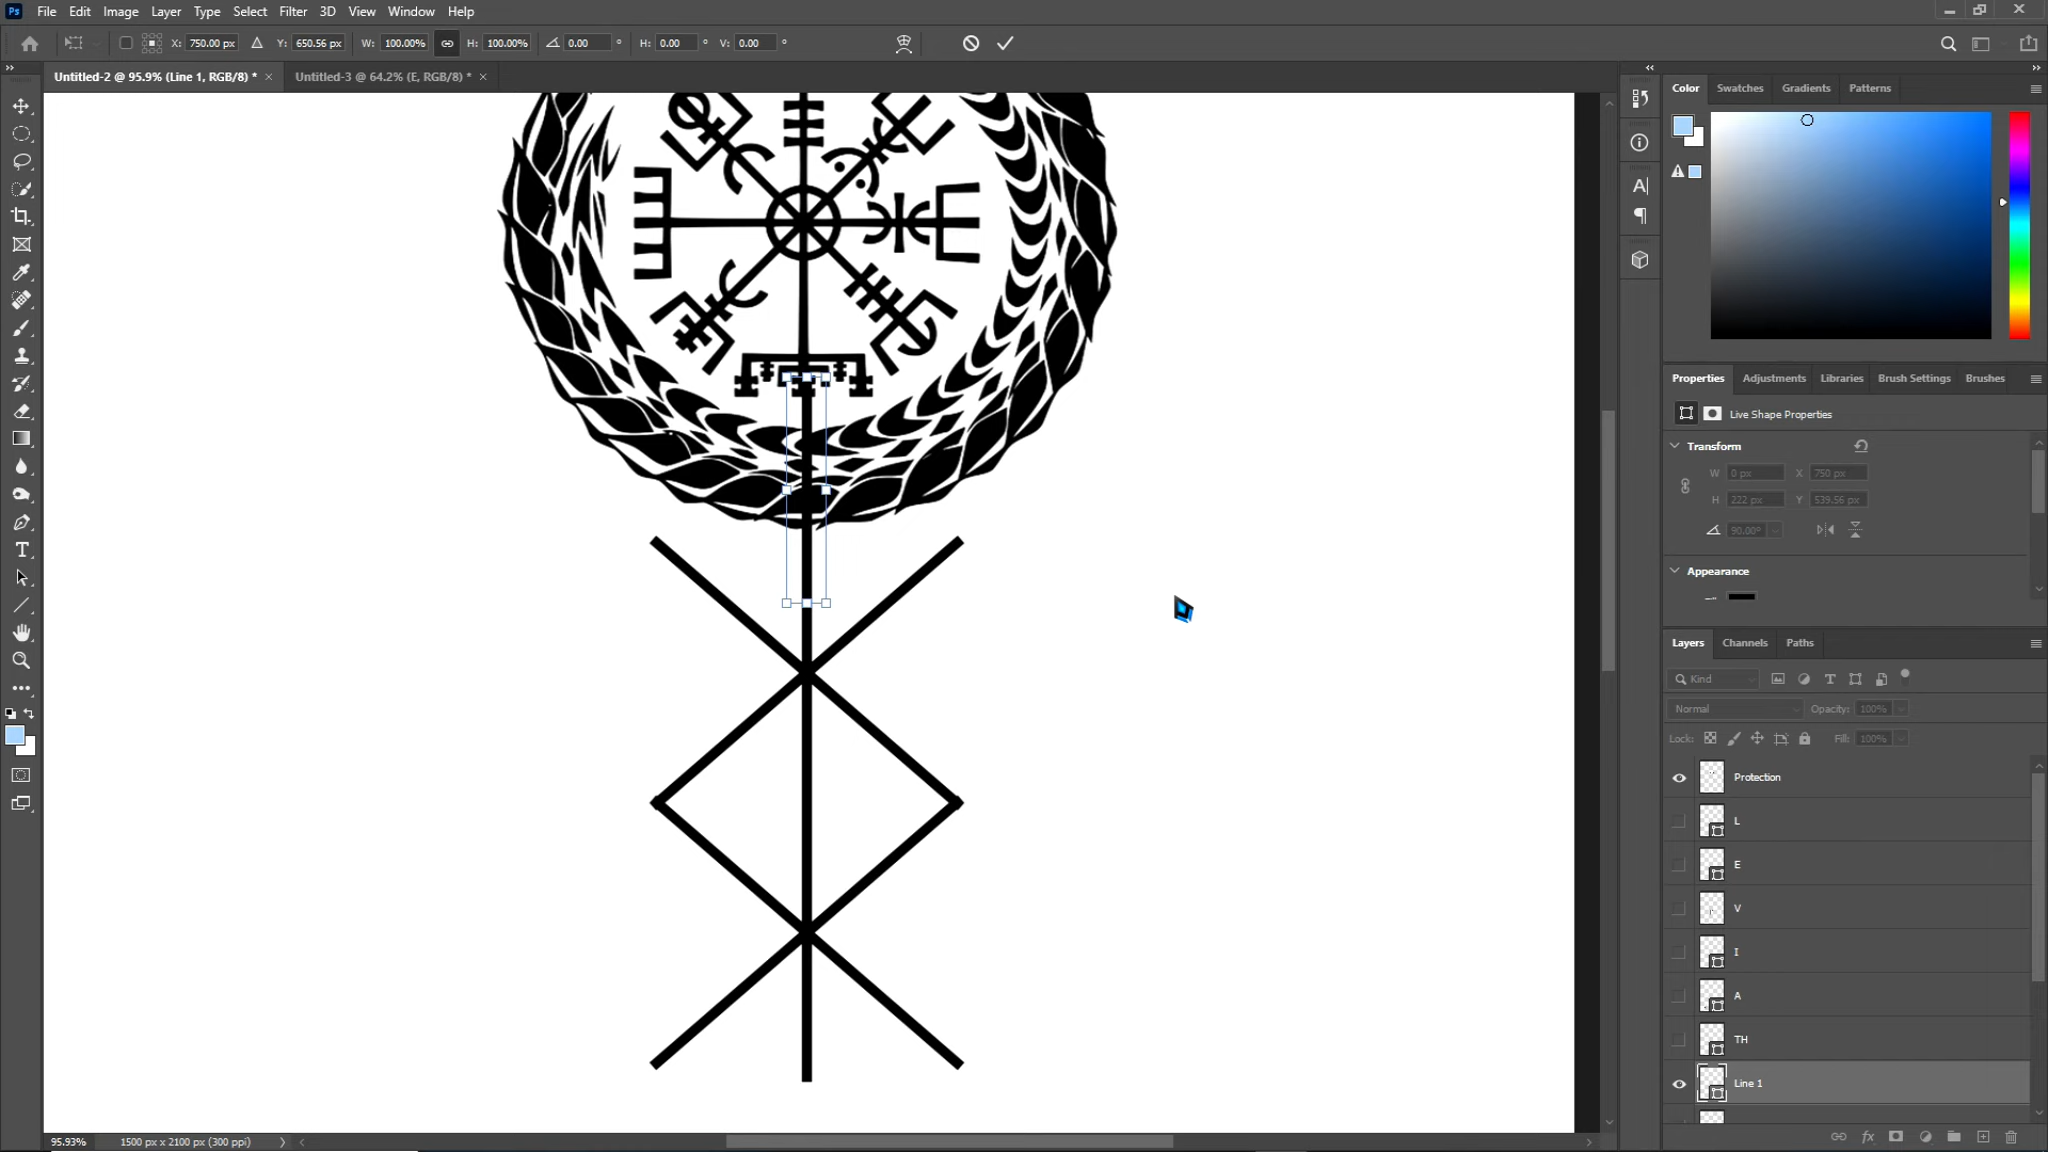 Ps File Edit Image Layer Type Select Filter 3D View Window Help
X: 750.00 px Y: 650.56 px W: 100.00% H: 100.00% 0.00 ° H: 0.00 ° V: 0.00 °
Untitled-2 @ 95.9% (Line 1, RGB/8) * × Untitled-3 @ 64.2% (E, RGB/8) * ×
Color Swatches Gradients Patterns
Properties Adjustments Libraries Brush Settings Brushes
Live Shape Properties
Transform
W 0 px X 750 px
H 222 px Y 539.56 px
90.00°
Appearance
Layers Channels Paths
Kind
Normal Opacity: 100%
Lock: Fill: 100%
Protection
L
E
V
I
A
TH
Line 1
95.93% 1500 px x 2100 px (300 ppi)